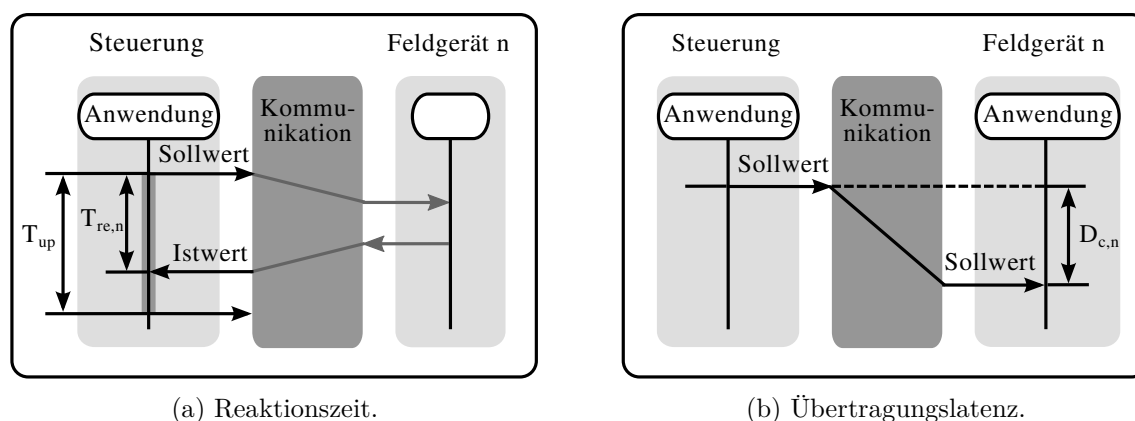 Steuerung
Feldgerät n
Anwendung
Kommu-
nikation
Sollwert
T_up
T_re,n
Istwert
(a) Reaktionszeit.
Steuerung
Feldgerät n
Anwendung
Kommu-
nikation
Anwendung
Sollwert
D_c,n
Sollwert
(b) Übertragungslatenz.